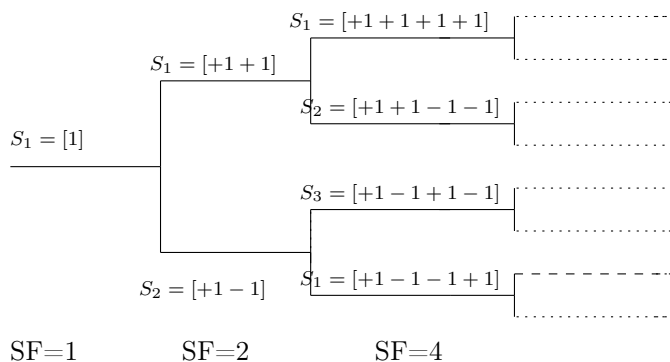 S₁ = [+1 + 1 + 1 + 1]
S₁ = [+1 + 1]
S₂ = [+1 + 1 − 1 − 1]
S₁ = [1]
S₃ = [+1 − 1 + 1 − 1]
S₂ = [+1 − 1]
S₁ = [+1 − 1 − 1 + 1]
SF=1 SF=2 SF=4